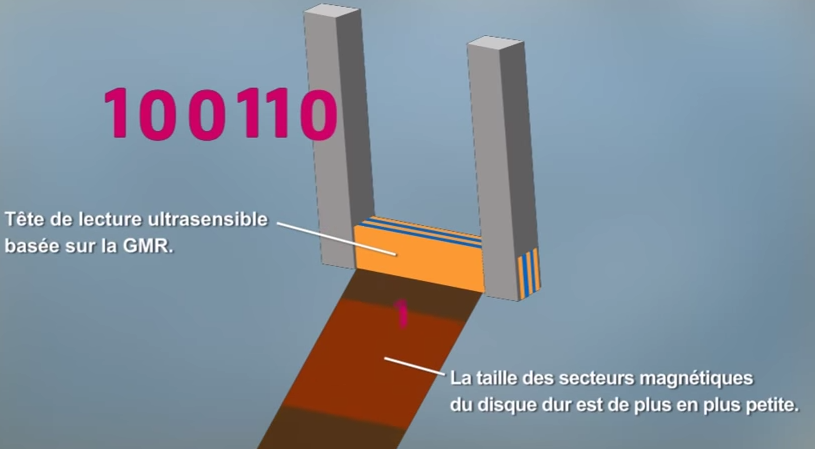 100110
Tête de lecture ultrasensible
basée sur la GMR.
1
La taille des secteurs magnétiques
du disque dur est de plus en plus petite.